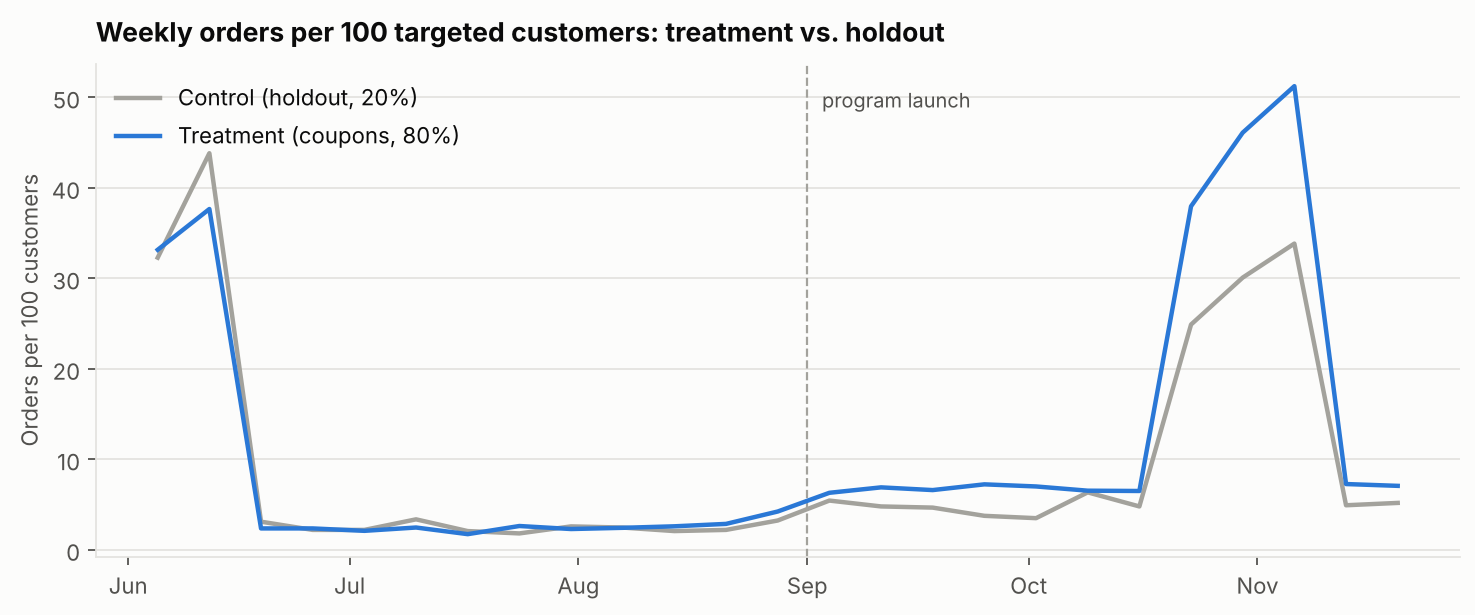 Weekly orders per 100 targeted customers: treatment vs. holdout
Control (holdout, 20%)
Treatment (coupons, 80%)
program launch
Orders per 100 customers
50
40
30
20
10
0
Jun
Jul
Aug
Sep
Oct
Nov